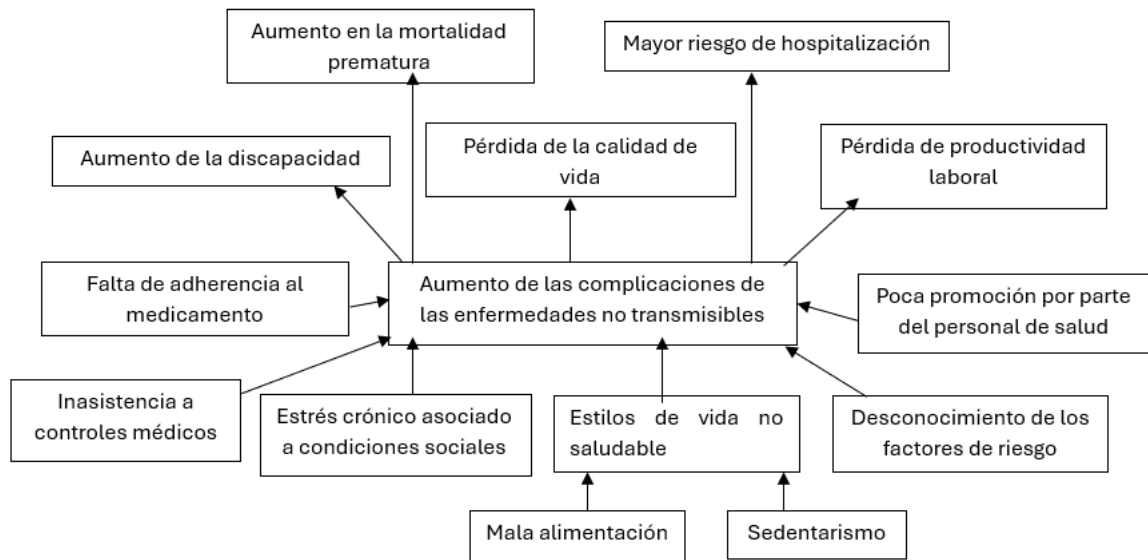 Aumento en la mortalidad
prematura
Mayor riesgo de hospitalización
Aumento de la discapacidad
Pérdida de la calidad de
vida
Pérdida de productividad
laboral
Falta de adherencia al
medicamento
Aumento de las complicaciones de
las enfermedades no transmisibles
Poca promoción por parte
del personal de salud
Inasistencia a
controles médicos
Estrés crónico asociado
a condiciones sociales
Estilos de vida no
saludable
Desconocimiento de los
factores de riesgo
Mala alimentación
Sedentarismo